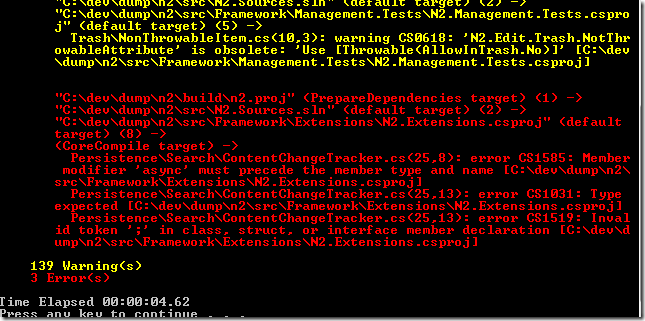 "C:\dev\dump\n2\src\N2.Sources.sln" (default target) (2) ->
"C:\dev\dump\n2\src\Framework\Management.Tests\N2.Management.Tests.cspro
j" (default target) (5) ->
Trash\NonThrowableItem.cs(10,3): warning CS0618: 'N2.Edit.Trash.NotThr
owableAttribute' is obsolete: 'Use [Throwable(AllowInTrash.No)]' [C:\dev
\dump\n2\src\Framework\Management.Tests\N2.Management.Tests.csproj]
"C:\dev\dump\n2\build\n2.proj" (PrepareDependencies target) (1) ->
"C:\dev\dump\n2\src\N2.Sources.sln" (default target) (2) ->
"C:\dev\dump\n2\src\Framework\Extensions\N2.Extensions.csproj" (default
target) (8) ->
(CoreCompile target) ->
Persistence\Search\ContentChangeTracker.cs(25,8): error CS1585: Member
modifier 'async' must precede the member type and name [C:\dev\dump\n2\
src\Framework\Extensions\N2.Extensions.csproj]
Persistence\Search\ContentChangeTracker.cs(25,13): error CS1031: Type
expected [C:\dev\dump\n2\src\Framework\Extensions\N2.Extensions.csproj]
Persistence\Search\ContentChangeTracker.cs(25,13): error CS1519: Inval
id token ';' in class, struct, or interface member declaration [C:\dev\d
ump\n2\src\Framework\Extensions\N2.Extensions.csproj]
139 Warning(s)
3 Error(s)
Time Elapsed 00:00:04.62
Press any key to continue . . .